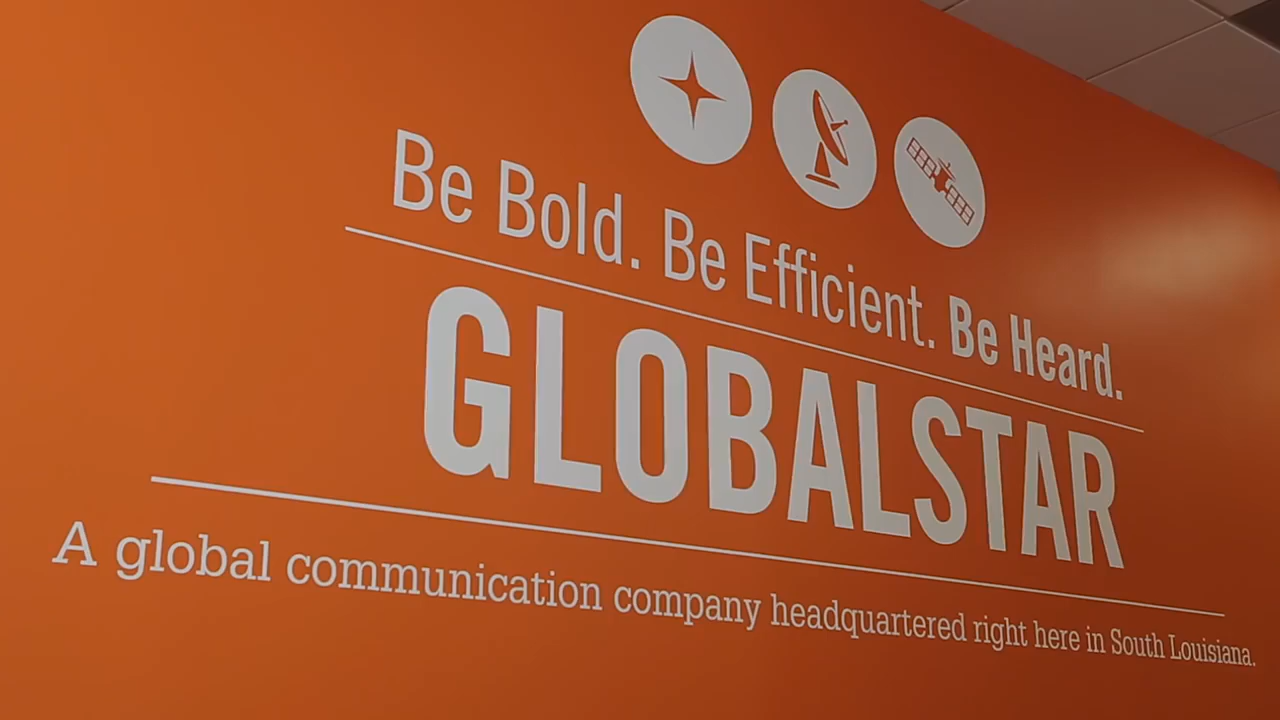 Be Bold. Be Efficient. Be Heard.
GLOBALSTAR
A global communication company headquartered right here in South Louisiana.